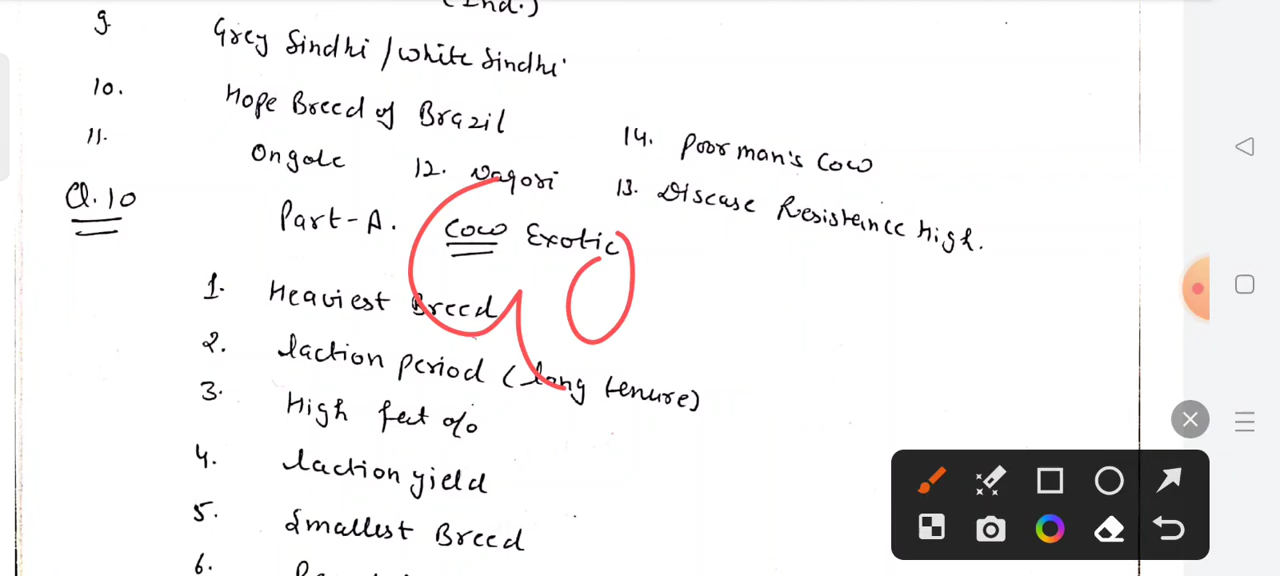 (Ind.)
9. Grey Sindhi / white Sindhi
10. Hope Breed of Brazil
11. Ongole 12. Nagori
14. Poor man's Cow
13. Disease Resisteince high.
Q.10 Part-A. Cow Exotic
1. Heaviest Breed
2. laction period (long tenure)
3. High fat %
4. laction yield
5. Smallest Breed
6.